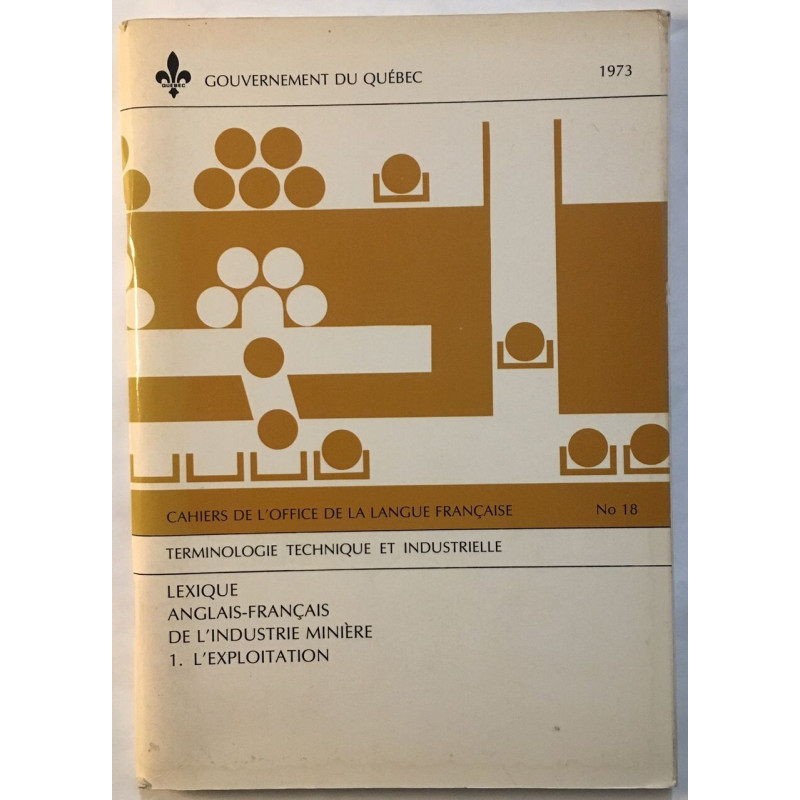 QUÉBEC
GOUVERNEMENT DU QUÉBEC 1973
CAHIERS DE L'OFFICE DE LA LANGUE FRANÇAISE No 18
TERMINOLOGIE TECHNIQUE ET INDUSTRIELLE
LEXIQUE
ANGLAIS-FRANÇAIS
DE L'INDUSTRIE MINIÈRE
1. L'EXPLOITATION